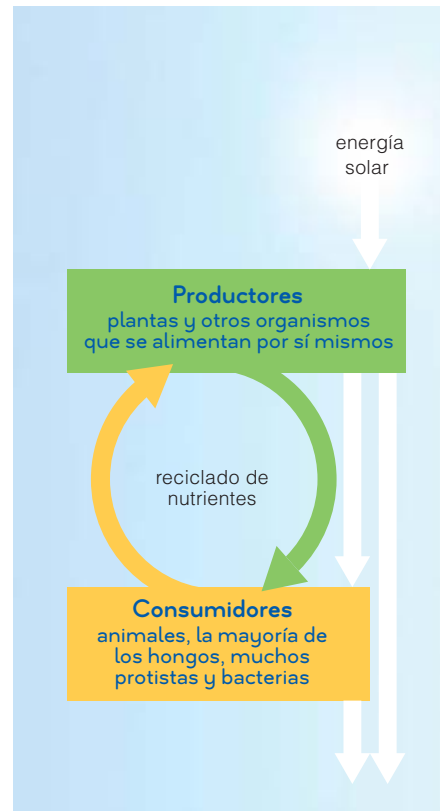 energía
solar
Productores
plantas y otros organismos
que se alimentan por sí mismos
reciclado de
nutrientes
Consumidores
animales, la mayoría de
los hongos, muchos
protistas y bacterias